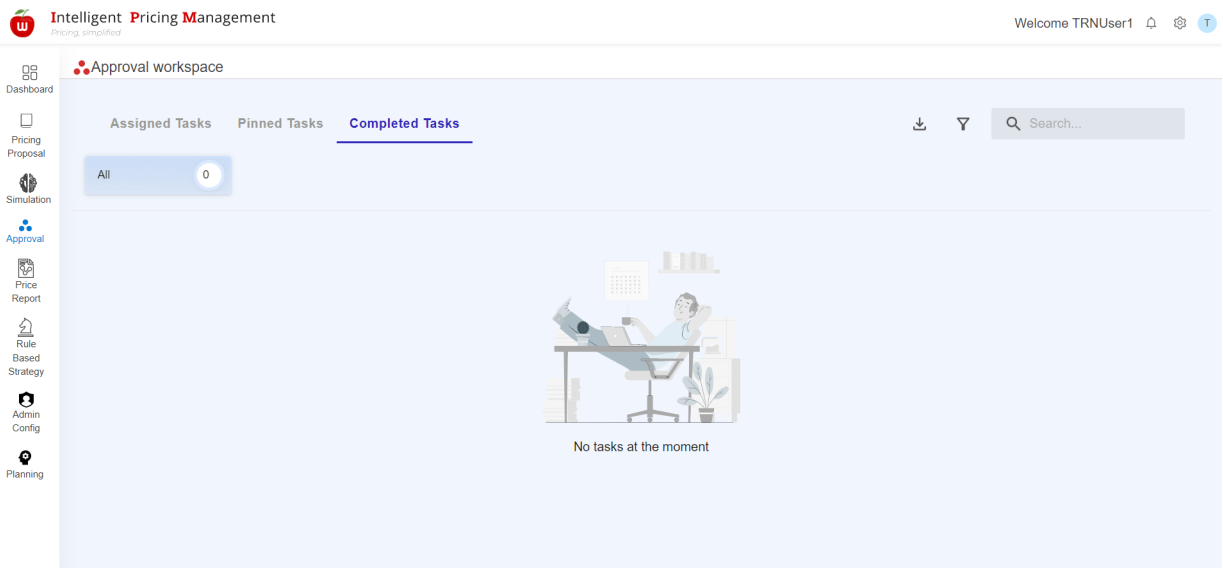 Intelligent Pricing Management
Pricing, simplified
Welcome TRNUser1
T
Approval workspace
Dashboard
Pricing
Proposal
Simulation
Approval
Price
Report
Rule
Based
Strategy
Admin
Config
Planning
Assigned Tasks
Pinned Tasks
Completed Tasks
Search...
All
0
No tasks at the moment